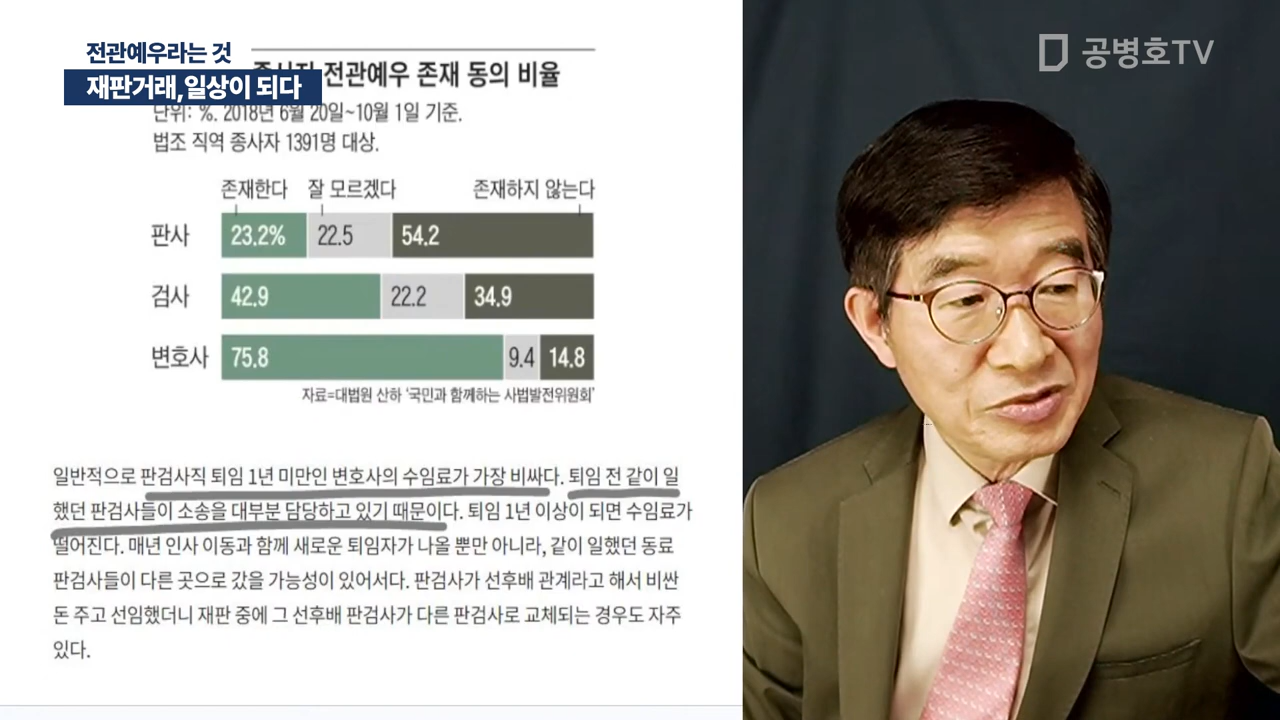 전관예우라는 것
재판거래, 일상이 되다
전관예우 존재 동의 비율
단위: %. 2018년 6월 20일~10월 1일 기준.
법조 직역 종사자 1391명 대상.
존재한다 잘 모르겠다 존재하지 않는다
판사 23.2% 22.5 54.2
검사 42.9 22.2 34.9
변호사 75.8 9.4 14.8
자료=대법원 산하 '국민과 함께하는 사법발전위원회'
일반적으로 판검사직 퇴임 1년 미만인 변호사의 수임료가 가장 비싸다. 퇴임 전 같이 일
했던 판검사들이 소송을 대부분 담당하고 있기 때문이다. 퇴임 1년 이상이 되면 수임료가
떨어진다. 매년 인사 이동과 함께 새로운 퇴임자가 나올 뿐만 아니라, 같이 일했던 동료
판검사들이 다른 곳으로 갔을 가능성이 있어서다. 판검사가 선후배 관계라고 해서 비싼
돈 주고 선임했더니 재판 중에 그 선후배 판검사가 다른 판검사로 교체되는 경우도 자주
있다.
공병호TV